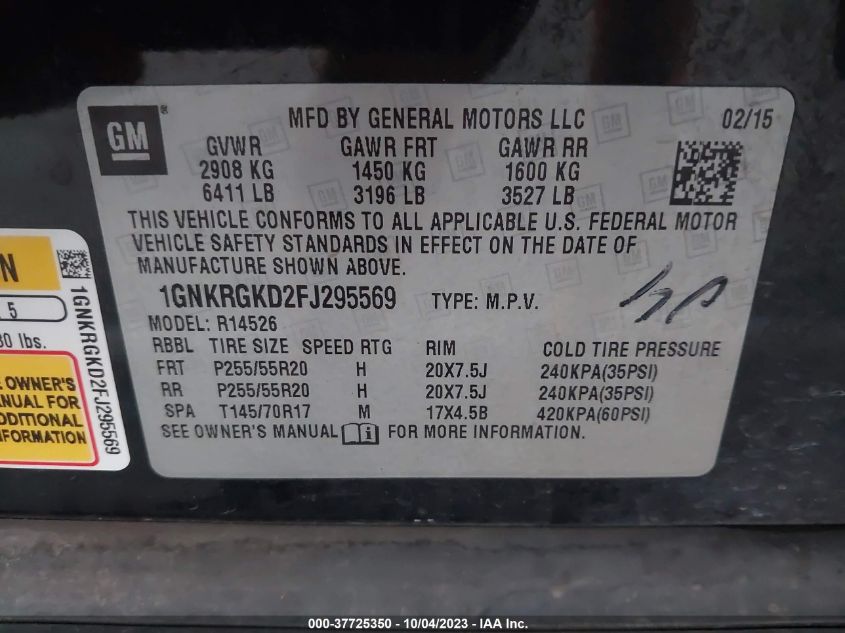 GM
®
MFD BY GENERAL MOTORS LLC 02/15
GVWR GAWR FRT GAWR RR
2908 KG 1450 KG 1600 KG
6411 LB 3196 LB 3527 LB
THIS VEHICLE CONFORMS TO ALL APPLICABLE U.S. FEDERAL MOTOR
VEHICLE SAFETY STANDARDS IN EFFECT ON THE DATE OF
MANUFACTURE SHOWN ABOVE.
1GNKRGKD2FJ295569 TYPE: M.P.V.
MODEL: R14526
RBBL TIRE SIZE SPEED RTG RIM COLD TIRE PRESSURE
FRT P255/55R20 H 20X7.5J 240KPA(35PSI)
RR P255/55R20 H 20X7.5J 240KPA(35PSI)
SPA T145/70R17 M 17X4.5B 420KPA(60PSI)
SEE OWNER'S MANUAL FOR MORE INFORMATION.
N
5
30 lbs.
OWNER'S
FOR
INFORMATION
1GNKRGKD2FJ295569
000-37725350 - 10/04/2023 - IAA Inc.